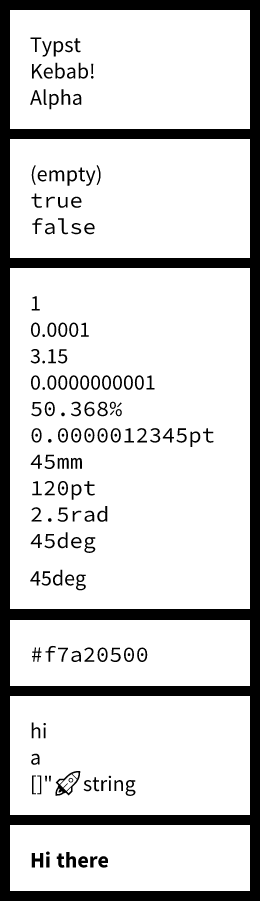 Typst
Kebab!
Alpha
(empty)
true
false
1
0.0001
3.15
0.0000000001
50.368%
0.0000012345pt
45mm
120pt
2.5rad
45deg
45deg
#f7a20500
hi
a
[]"🚀string
Hi there